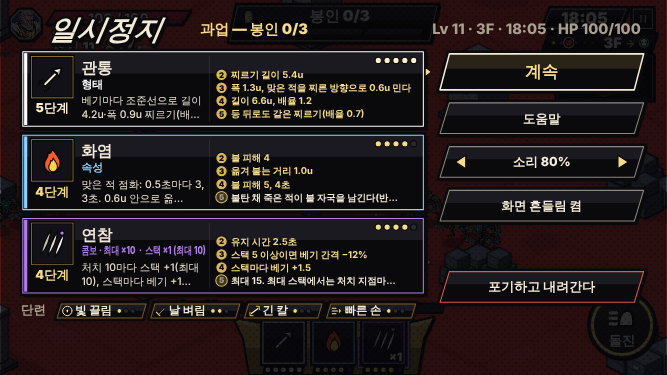 일시정지
과업 — 봉인 0/3
봉인 0/3
Lv 11 · 3F · 18:05 · HP 100/100
18:05
3F
관통
형태
베기마다 조준선으로 길이
4.2u·폭 0.9u 찌르기(배...
5단계
2 찌르기 길이 5.4u
3 폭 1.3u, 맞은 적을 찌른 방향으로 0.6u 민다
4 길이 6.6u, 배율 1.2
5 등 뒤로도 같은 찌르기(배율 0.7)
화염
속성
맞은 적 점화: 0.5초마다 3,
3초. 0.6u 안으로 옮...
4단계
2 불 피해 4
3 옮겨 붙는 거리 1.0u
4 불 피해 5, 4초
5 불탄 채 죽은 적이 불 자국을 남긴다(반...
연참
콤보 · 최대 ×10 · 스택 ×1 (최대 10)
처치 10마다 스택 +1(최대
10), 스택마다 베기 +1...
4단계
2 유지 시간 2.5초
3 스택 5 이상이면 베기 간격 −12%
4 스택마다 베기 +1.5
5 최대 15. 최대 스택에서는 처치 지점마...
단련
빛 끌림
날 벼림
긴 칼
빠른 손
계속
도움말
◀ 소리 80% ▶
화면 흔들림 켬
포기하고 내려간다
×1
돌진